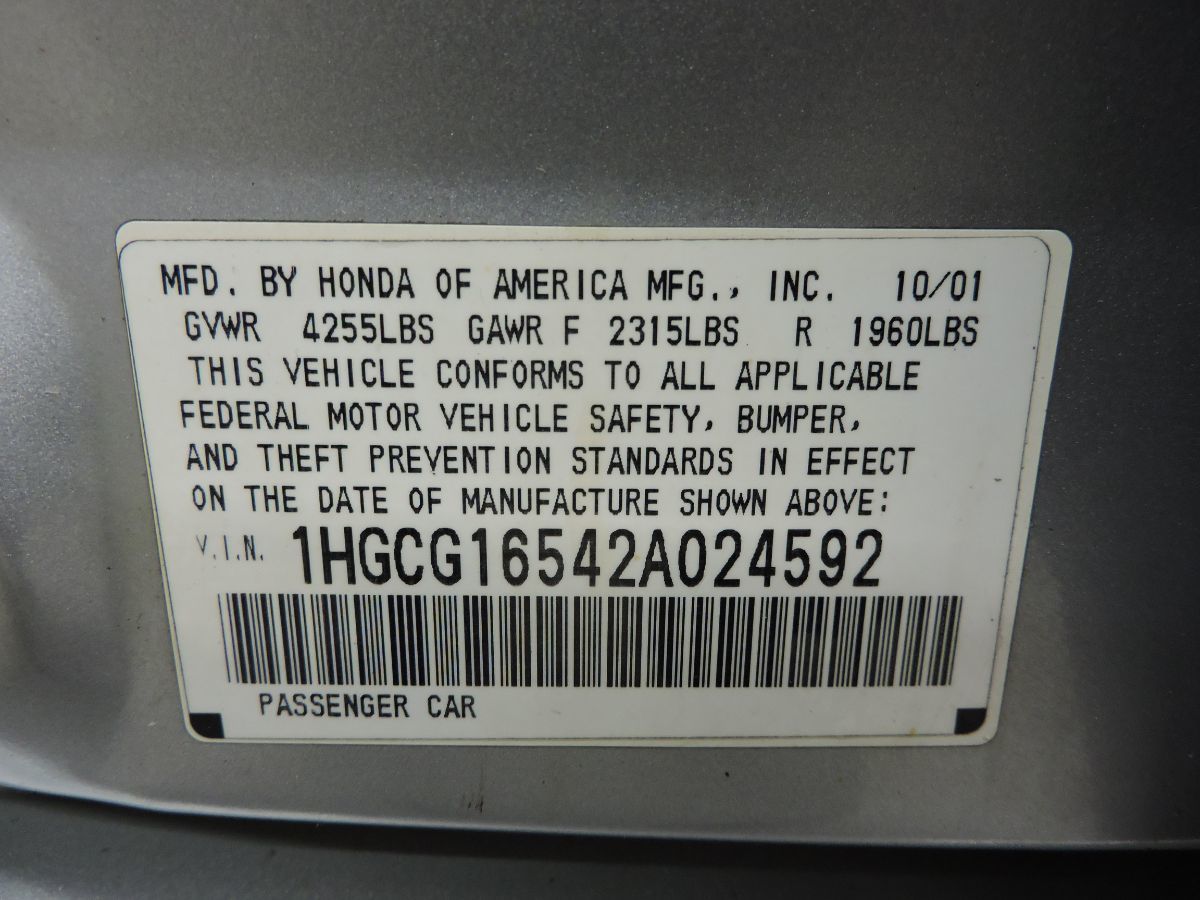 MFD. BY HONDA OF AMERICA MFG., INC. 10/01
GVWR 4255LBS GAWR F 2315LBS R 1960LBS
THIS VEHICLE CONFORMS TO ALL APPLICABLE
FEDERAL MOTOR VEHICLE SAFETY, BUMPER,
AND THEFT PREVENTION STANDARDS IN EFFECT
ON THE DATE OF MANUFACTURE SHOWN ABOVE:
V.I.N. 1HGCG16542A024592
PASSENGER CAR